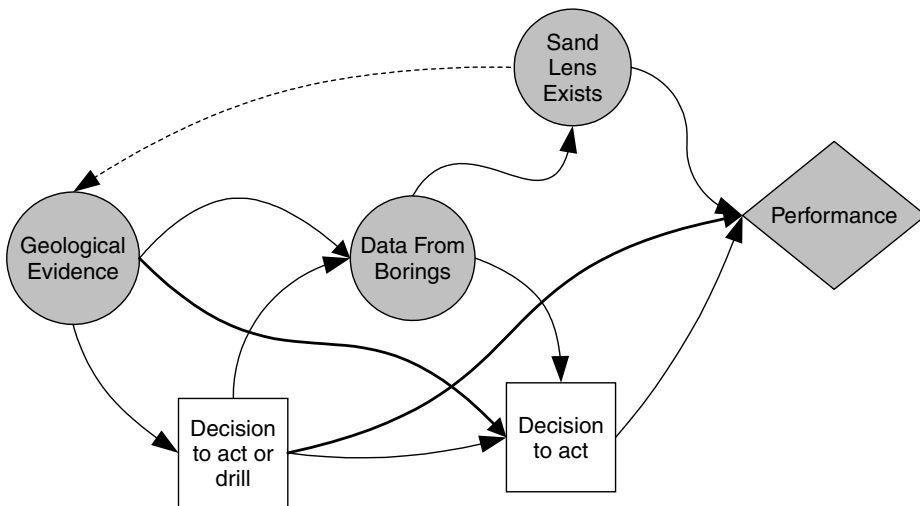 Sand
Lens
Exists
Performance
Geological
Evidence
Data From
Borings
Decision
to act or
drill
Decision
to act